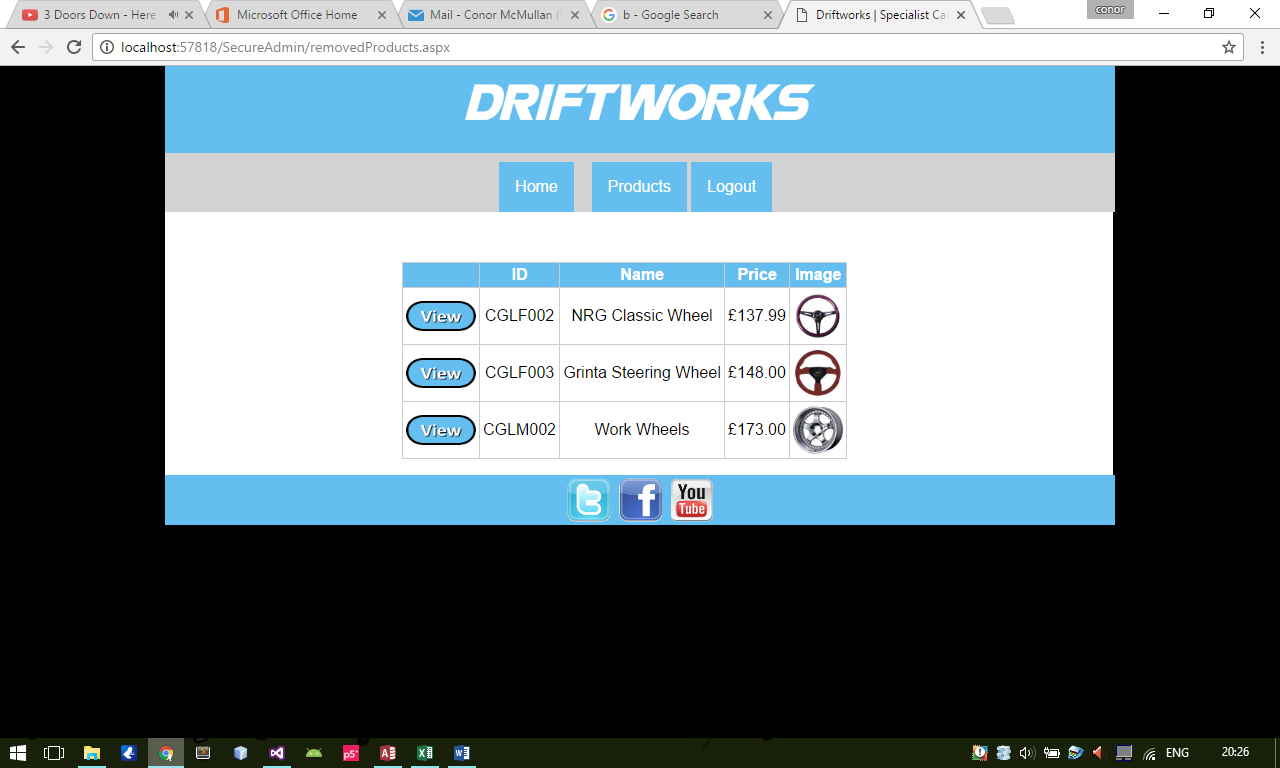 3 Doors Down - Here
Microsoft Office Home
Mail - Conor McMullan (
b - Google Search
Driftworks | Specialist Ca
conor
localhost:57818/SecureAdmin/removedProducts.aspx
DRIFTWORKS
Home Products Logout
ID Name Price Image
View CGLF002 NRG Classic Wheel £137.99
View CGLF003 Grinta Steering Wheel £148.00
View CGLM002 Work Wheels £173.00
You
Tube
p5*
ENG 20:26